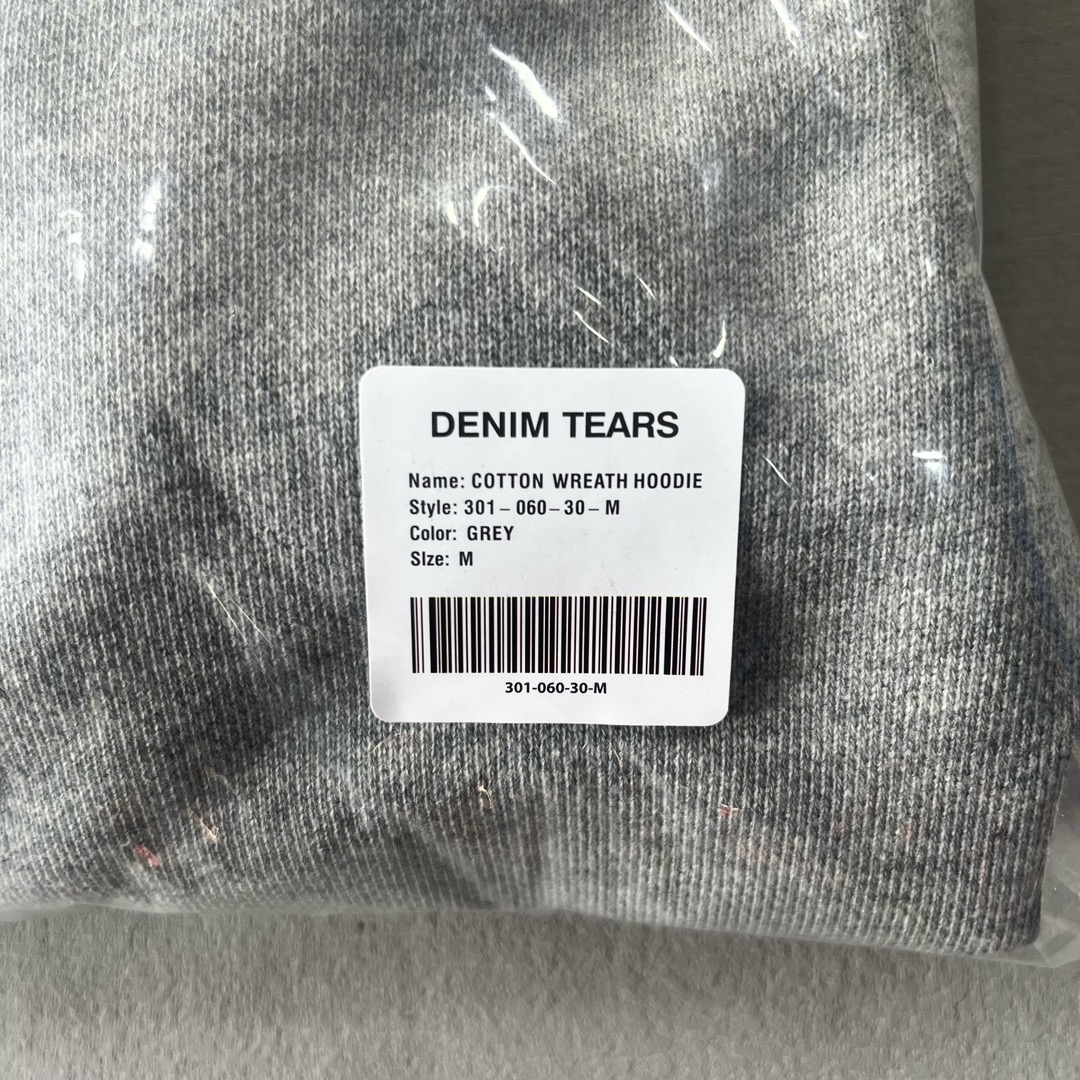 DENIM TEARS
Name: COTTON WREATH HOODIE
Style: 301–060–30–M
Color: GREY
SIze: M
301-060-30-M